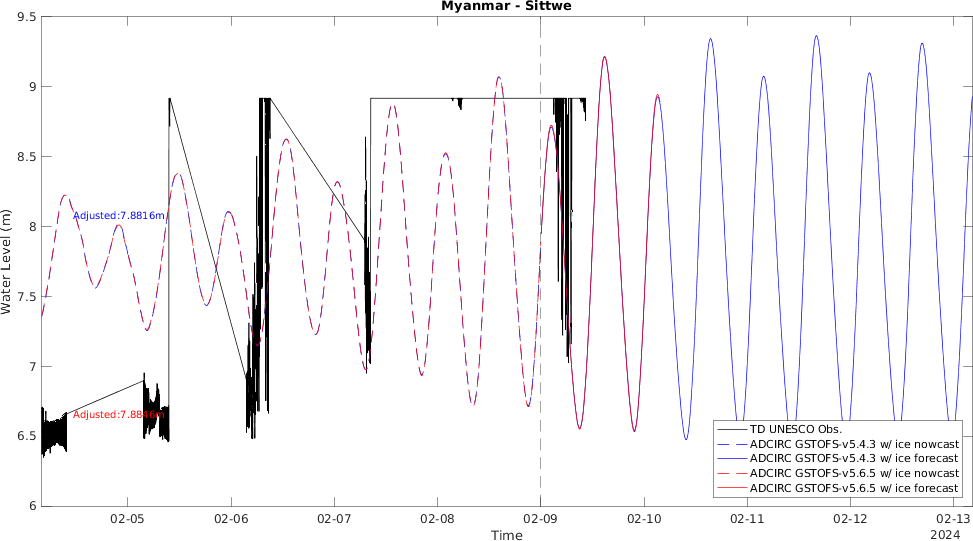 Myanmar - Sittwe
9.5
9
8.5
8
7.5
7
6.5
6
Water Level (m)
Adjusted:7.8816m
Adjusted:7.8846m
TD UNESCO Obs.
ADCIRC GSTOFS-v5.4.3 w/ ice nowcast
ADCIRC GSTOFS-v5.4.3 w/ ice forecast
ADCIRC GSTOFS-v5.6.5 w/ ice nowcast
ADCIRC GSTOFS-v5.6.5 w/ ice forecast
02-05 02-06 02-07 02-08 02-09 02-10 02-11 02-12 02-13
Time
2024